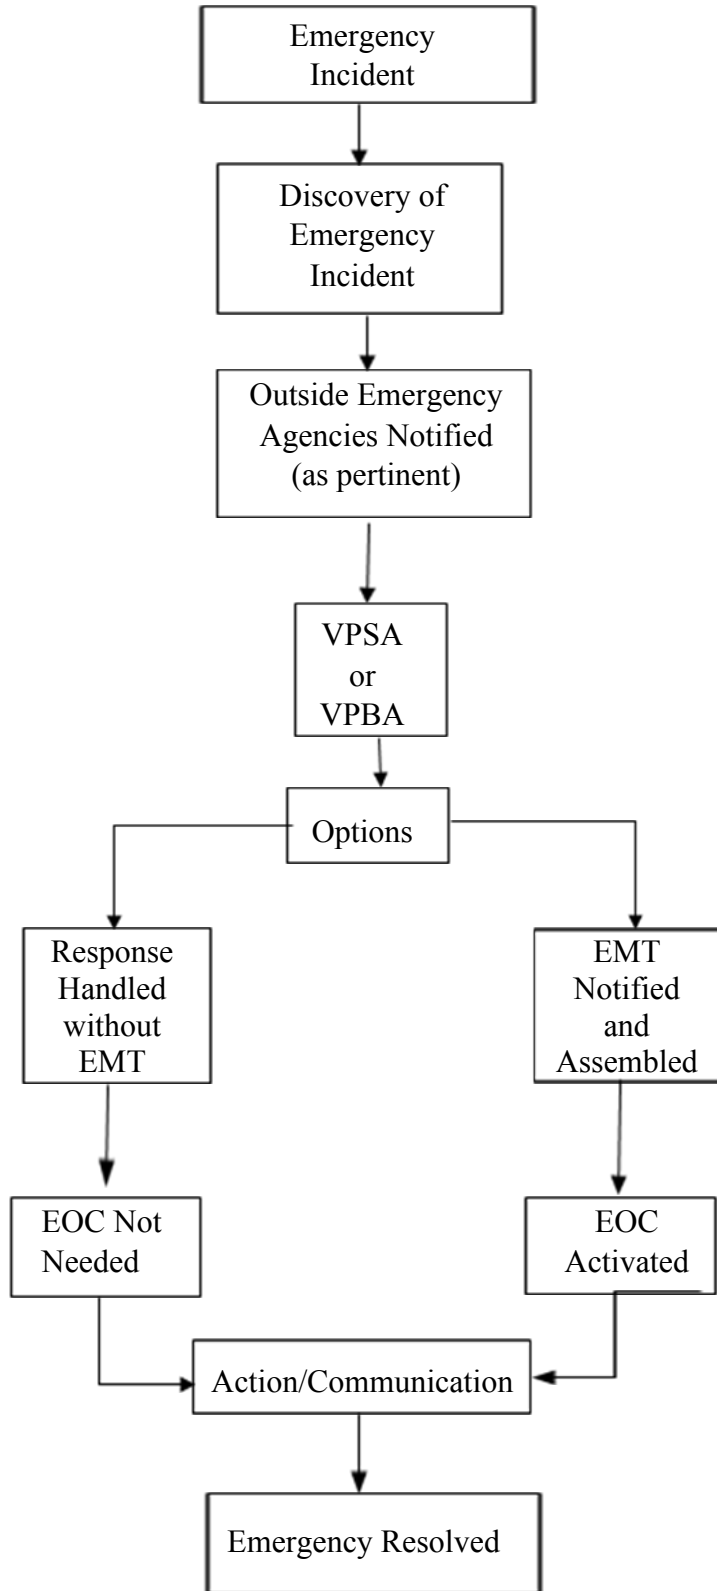 Emergency
Incident
Discovery of
Emergency
Incident
Outside Emergency
Agencies Notified
(as pertinent)
VPSA
or
VPBA
Options
Response
Handled
without
EMT
EMT
Notified
and
Assembled
EOC Not
Needed
EOC
Activated
Action/Communication
Emergency Resolved